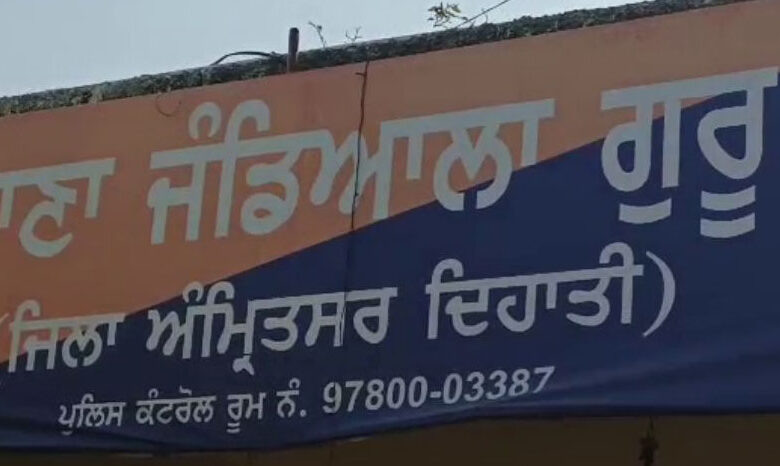 ਾਣਾ ਜੰਡਿਆਲਾ ਗੁਰੂ
(ਜਿਲਾ ਅੰਮ੍ਰਿਤਸਰ ਦਿਹਾਤੀ)
ਪੁਲਿਸ ਕੰਟਰੋਲ ਰੂਮ ਨੰ. 97800-03387